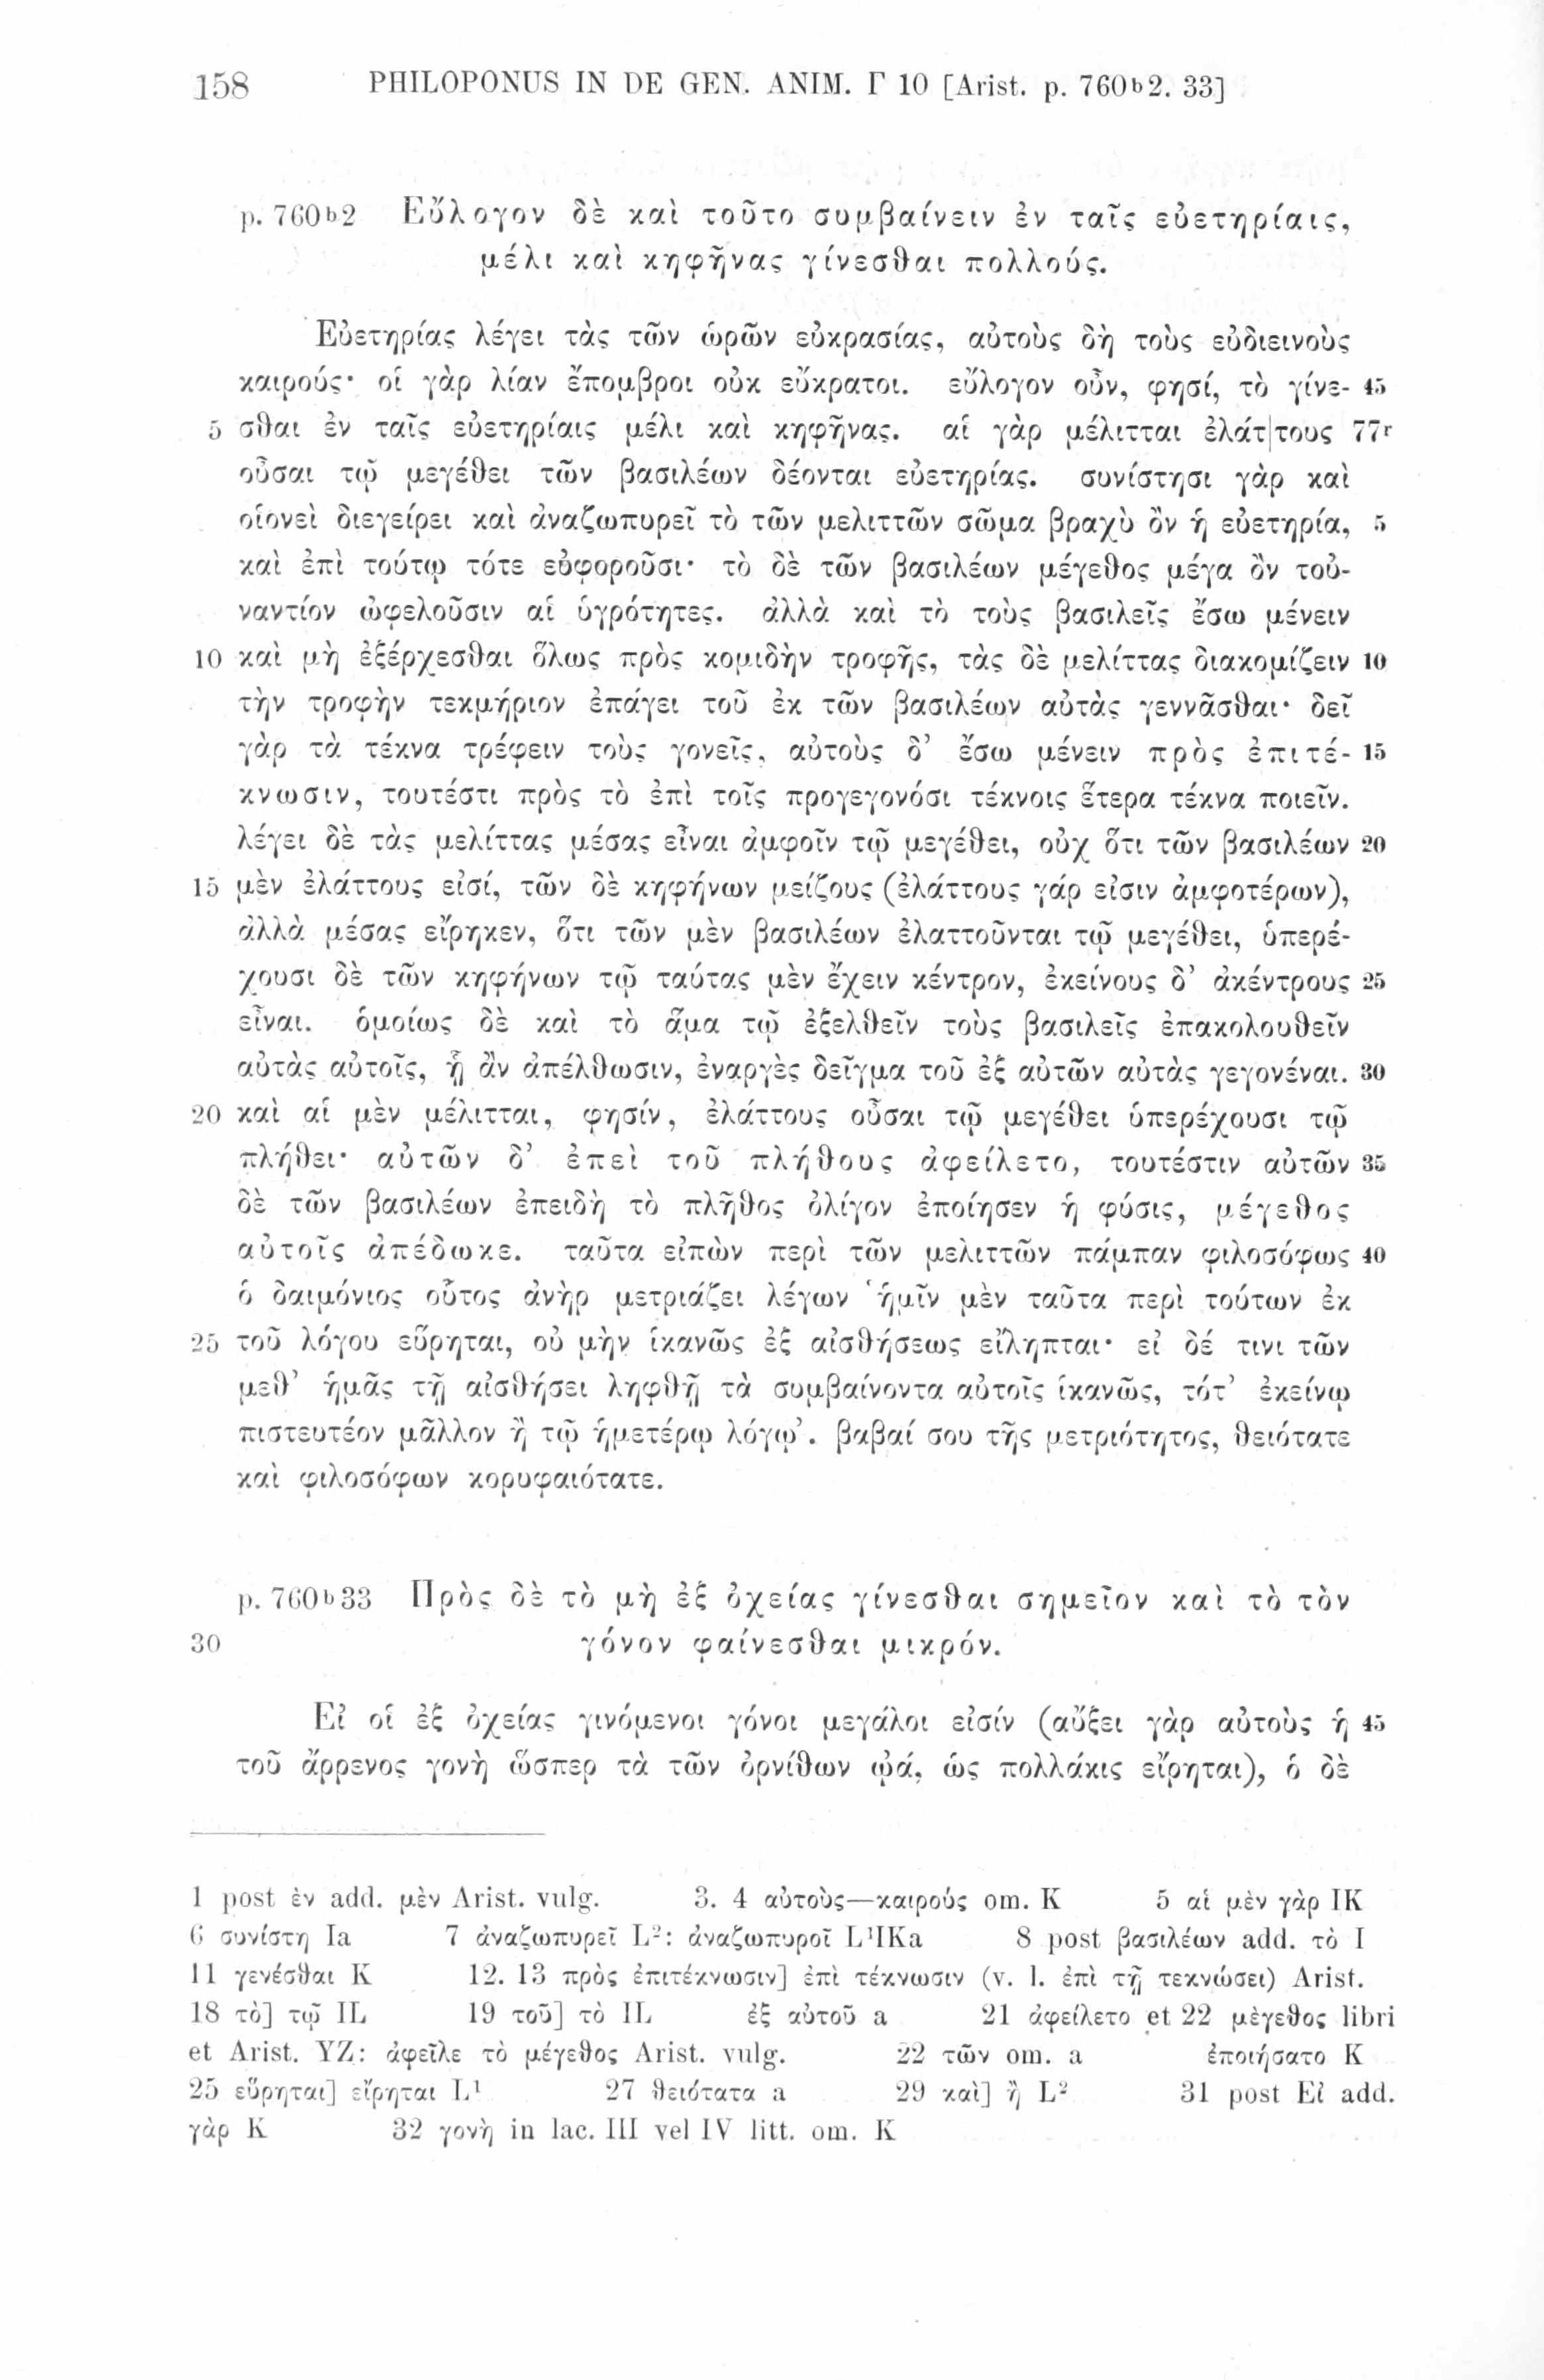 158 PHILOPONUS IN DE GEN. ANIM. Γ 10 [Arist. p. 760b2. 33]
p. 760b2 Εὔλογον δὲ καὶ τοῦτο συμβαίνειν ἐν ταῖς εὐετηρίαις,
μέλι καὶ κηφῆνας γίνεσθαι πολλούς.
Εὐετηρίας λέγει τὰς τῶν ὡρῶν εὐκρασίας, αὐτοὺς δὴ τοὺς εὐδιεινοὺς
καιρούς· οἱ γὰρ λίαν ἔπομβροι οὐκ εὔκρατοι. εὔλογον οὖν, φησί, τὸ γίνε- 45
5 σθαι ἐν ταῖς εὐετηρίαις μέλι καὶ κηφῆνας. αἱ γὰρ μέλιτται ἐλάτ|τους 77r
οὖσαι τῷ μεγέθει τῶν βασιλέων δέονται εὐετηρίας. συνίστησι γὰρ καὶ
οἱονεὶ διεγείρει καὶ ἀναζωπυρεῖ τὸ τῶν μελιττῶν σῶμα βραχὺ ὂν ἡ εὐετηρία, 5
καὶ ἐπὶ τούτῳ τότε εὐφοροῦσι· τὸ δὲ τῶν βασιλέων μέγεθος μέγα ὂν τοὐ-
ναντίον ὠφελοῦσιν αἱ ὑγρότητες. ἀλλὰ καὶ τὸ τοὺς βασιλεῖς ἔσω μένειν
10 καὶ μὴ ἐξέρχεσθαι ὅλως πρὸς κομιδὴν τροφῆς, τὰς δὲ μελίττας διακομίζειν 10
τὴν τροφὴν τεκμήριον ἐπάγει τοῦ ἐκ τῶν βασιλέων αὐτὰς γεννᾶσθαι· δεῖ
γὰρ τὰ τέκνα τρέφειν τοὺς γονεῖς, αὐτοὺς δ’ ἔσω μένειν πρὸς ἐπιτέ- 15
κνωσιν, τουτέστι πρὸς τὸ ἐπὶ τοῖς προγεγονόσι τέκνοις ἕτερα τέκνα ποιεῖν.
λέγει δὲ τὰς μελίττας μέσας εἶναι ἀμφοῖν τῷ μεγέθει, οὐχ ὅτι τῶν βασιλέων 20
15 μὲν ἐλάττους εἰσί, τῶν δὲ κηφήνων μείζους (ἐλάττους γάρ εἰσιν ἀμφοτέρων),
ἀλλὰ μέσας εἴρηκεν, ὅτι τῶν μὲν βασιλέων ἐλαττοῦνται τῷ μεγέθει, ὑπερέ-
χουσι δὲ τῶν κηφήνων τῷ ταύτας μὲν ἔχειν κέντρον, ἐκείνους δ’ ἀκέντρους 25
εἶναι. ὁμοίως δὲ καὶ τὸ ἅμα τῷ ἐξελθεῖν τοὺς βασιλεῖς ἐπακολουθεῖν
αὐτὰς αὐτοῖς, ᾗ ἂν ἀπέλθωσιν, ἐναργὲς δεῖγμα τοῦ ἐξ αὐτῶν αὐτὰς γεγονέναι. 30
20 καὶ αἱ μὲν μέλιτται, φησίν, ἐλάττους οὖσαι τῷ μεγέθει ὑπερέχουσι τῷ
πλήθει· αὐτῶν δ’ ἐπεὶ τοῦ πλήθους ἀφείλετο, τουτέστιν αὐτῶν 35
δὲ τῶν βασιλέων ἐπειδὴ τὸ πλῆθος ὀλίγον ἐποίησεν ἡ φύσις, μέγεθος
αὐτοῖς ἀπέδωκε. ταῦτα εἰπὼν περὶ τῶν μελιττῶν πάμπαν φιλοσόφως 40
ὁ δαιμόνιος οὗτος ἀνὴρ μετριάζει λέγων ‘ἡμῖν μὲν ταῦτα περὶ τούτων ἐκ
25 τοῦ λόγου εὕρηται, οὐ μὴν ἱκανῶς ἐξ αἰσθήσεως εἴληπται· εἰ δέ τινι τῶν
μεθ’ ἡμᾶς τῇ αἰσθήσει ληφθῇ τὰ συμβαίνοντα αὐτοῖς ἱκανῶς, τότ’ ἐκείνῳ
πιστευτέον μᾶλλον ἢ τῷ ἡμετέρῳ λόγῳ’. βαβαί σου τῆς μετριότητος, θειότατε
καὶ φιλοσόφων κορυφαιότατε.
p. 760b33 Πρὸς δὲ τὸ μὴ ἐξ ὀχείας γίνεσθαι σημεῖον καὶ τὸ τὸν
30 γόνον φαίνεσθαι μικρόν.
Εἰ οἱ ἐξ ὀχείας γινόμενοι γόνοι μεγάλοι εἰσίν (αὔξει γὰρ αὐτοὺς ἡ 45
τοῦ ἄρρενος γονὴ ὥσπερ τὰ τῶν ὀρνίθων ᾠά, ὡς πολλάκις εἴρηται), ὁ δὲ
1 post ἐν add. μὲν Arist. vulg. 3. 4 αὐτοὺς—καιρούς om. K 5 αἱ μὲν γὰρ IK
6 συνίστη Ia 7 ἀναζωπυρεῖ L²: ἀναζωπυροῖ L¹IKa 8 post βασιλέων add. τὸ I
11 γενέσθαι K 12. 13 πρὸς ἐπιτέκνωσιν] ἐπὶ τέκνωσιν (v. l. ἐπὶ τῇ τεκνώσει) Arist.
18 τὸ] τῷ IL 19 τοῦ] τὸ IL ἐξ αὐτοῦ a 21 ἀφείλετο et 22 μέγεθος libri
et Arist. YZ: ἀφεῖλε τὸ μέγεθος Arist. vulg. 22 τῶν om. a ἐποιήσατο K
25 εὕρηται] εἴρηται L¹ 27 θειότατα a 29 καὶ] ἢ L² 31 post Εἰ add.
γὰρ K 32 γονὴ in lac. III vel IV litt. om. K